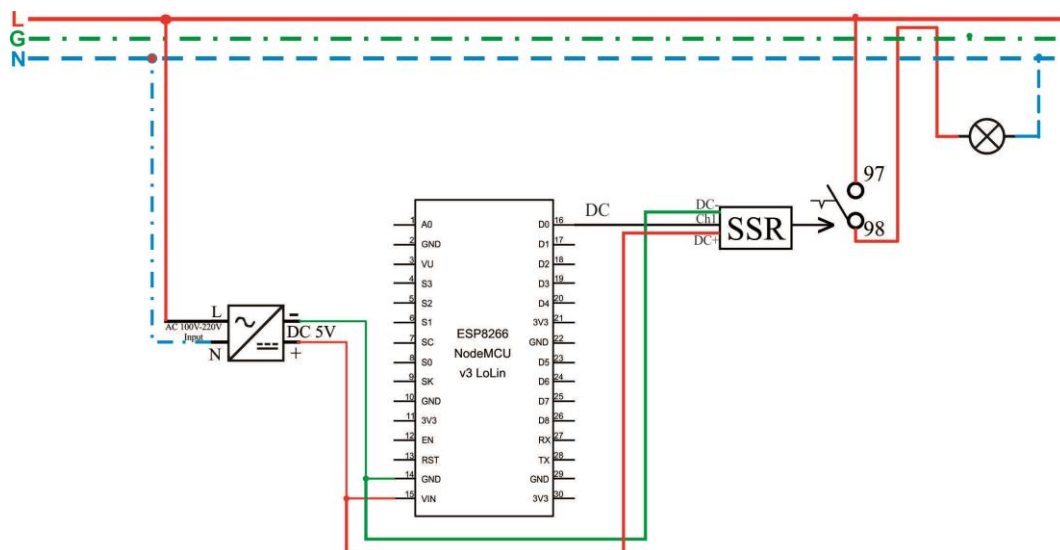 L
G
N
97
98
DC
DC-
Ch1
DC+
SSR
L
AC 100V-220V
Input
N
-
DC 5V
+
ESP8266
NodeMCU
v3 LoLin
1 A0
2 GND
3 VU
4 S3
5 S2
6 S1
7 SC
8 S0
9 SK
10 GND
11 3V3
12 EN
13 RST
14 GND
15 VIN
D0 16
D1 17
D2 18
D3 19
D4 20
3V3 21
GND 22
D5 23
D6 24
D7 25
D8 26
RX 27
TX 28
GND 29
3V3 30